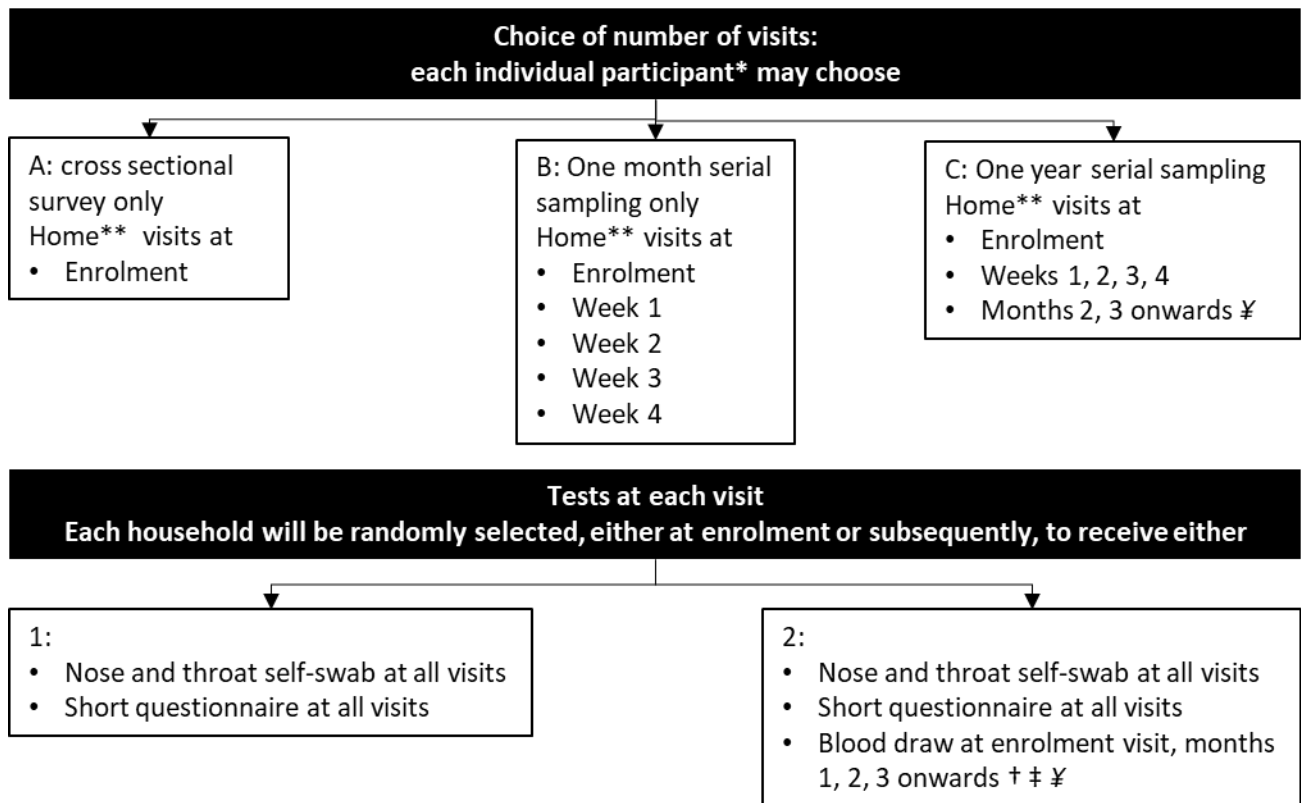 Choice of number of visits:
each individual participant* may choose
A: cross sectional
survey only
Home** visits at
• Enrolment
B: One month serial
sampling only
Home** visits at
• Enrolment
• Week 1
• Week 2
• Week 3
• Week 4
C: One year serial sampling
Home** visits at
• Enrolment
• Weeks 1, 2, 3, 4
• Months 2, 3 onwards ¥
Tests at each visit
Each household will be randomly selected, either at enrolment or subsequently, to receive either
1:
• Nose and throat self-swab at all visits
• Short questionnaire at all visits
2:
• Nose and throat self-swab at all visits
• Short questionnaire at all visits
• Blood draw at enrolment visit, months
1, 2, 3 onwards † ‡ ¥